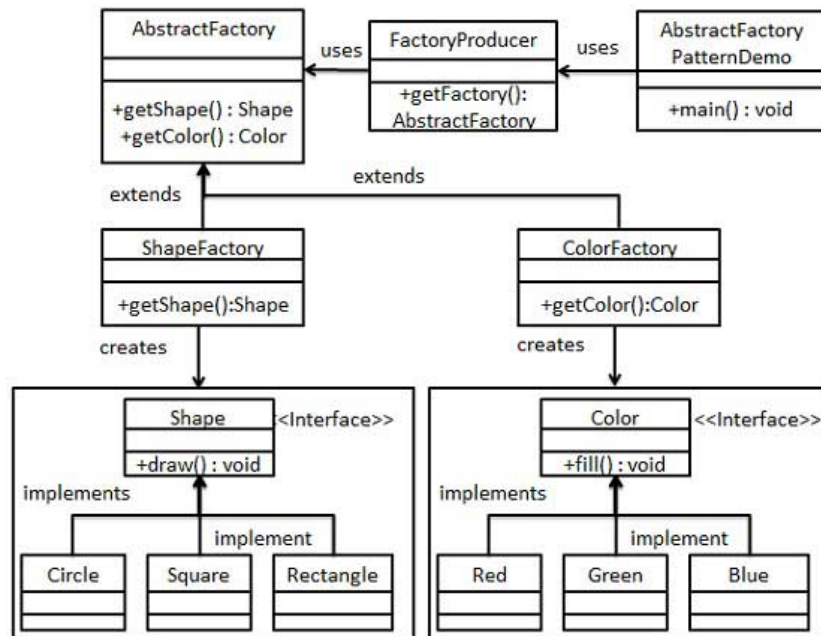 AbstractFactory
+getShape() : Shape
+getColor() : Color
uses
FactoryProducer
+getFactory():
AbstractFactory
uses
AbstractFactory
PatternDemo
+main() : void
extends
extends
ShapeFactory
+getShape():Shape
ColorFactory
+getColor():Color
creates
creates
Shape
<<Interface>>
+draw() : void
implements
implement
Circle
Square
Rectangle
Color
<<Interface>>
+fill() : void
implements
implement
Red
Green
Blue